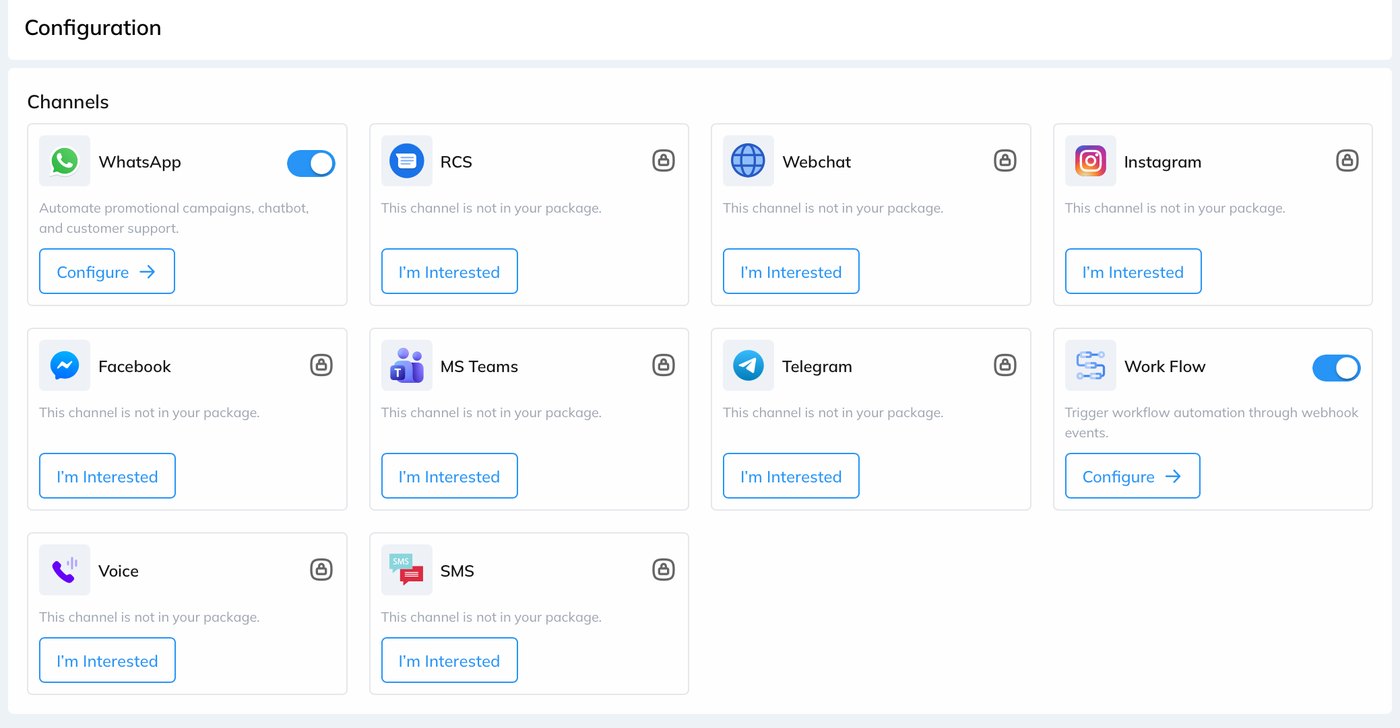 Configuration
Channels
WhatsApp
Automate promotional campaigns, chatbot,
and customer support.
Configure →
RCS
This channel is not in your package.
I'm Interested
Webchat
This channel is not in your package.
I'm Interested
Instagram
This channel is not in your package.
I'm Interested
Facebook
This channel is not in your package.
I'm Interested
T
MS Teams
This channel is not in your package.
I'm Interested
Telegram
This channel is not in your package.
I'm Interested
Work Flow
Trigger workflow automation through webhook
events.
Configure →
Voice
This channel is not in your package.
I'm Interested
SMS
SMS
This channel is not in your package.
I'm Interested